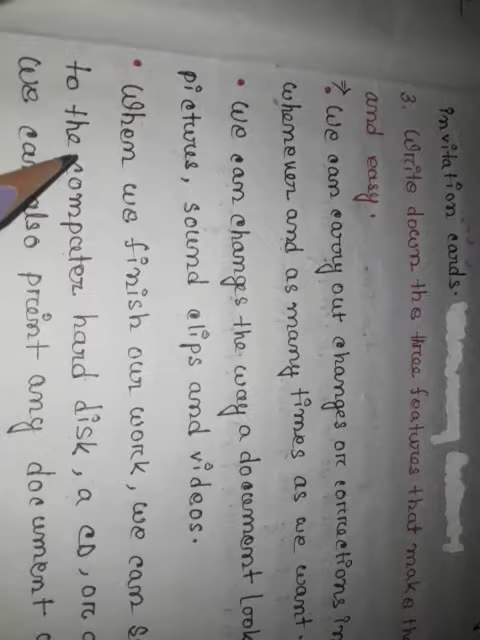 invitation cards.
3. Write down the three features that make th
and easy.
⇒• We can carry out changes or corrections in
whenever and as many times as we want.
• We can changes the way a document look
pictures, sound clips and videos.
• When we finish our work, we can s
to the computer hard disk, a CD, or
We can also print any document